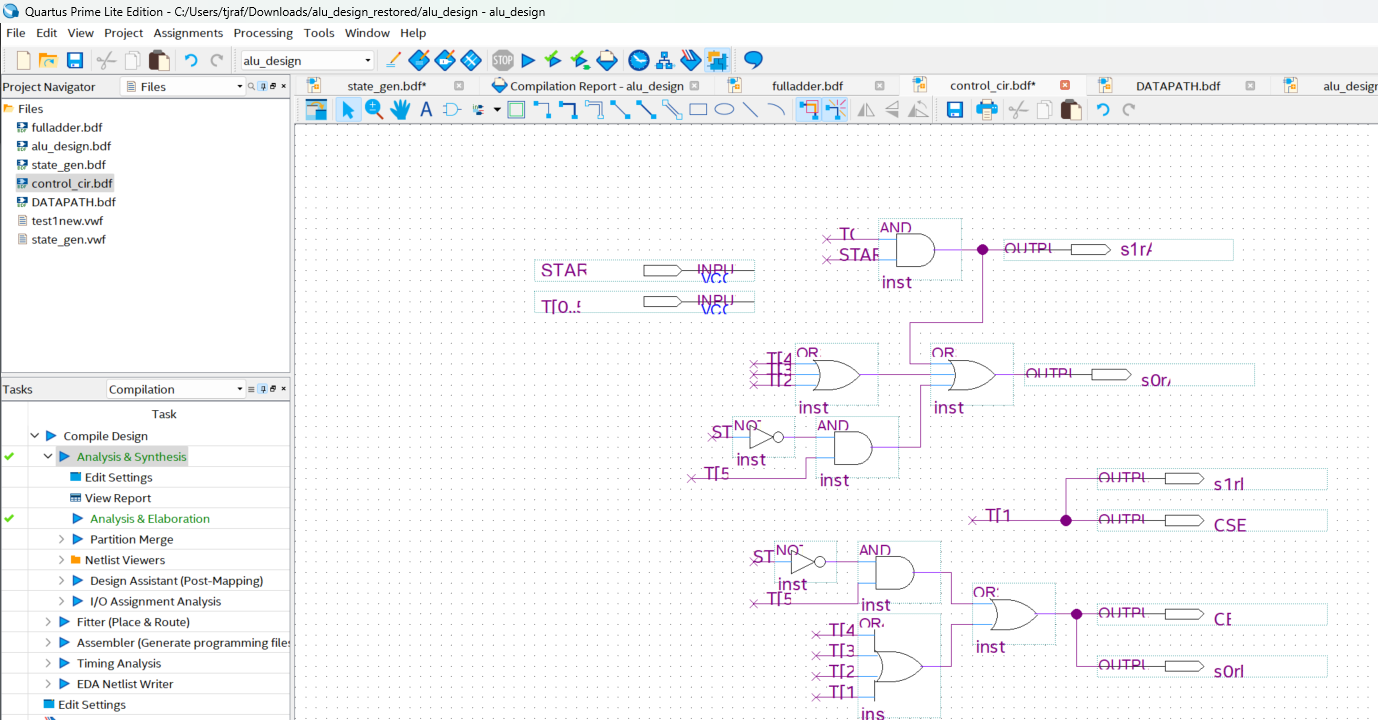 Quartus Prime Lite Edition - C:/Users/tjraf/Downloads/alu_design_restored/alu_design - alu_design
File Edit View Project Assignments Processing Tools Window Help
alu_design
Project Navigator Files
state_gen.bdf* Compilation Report - alu_design fulladder.bdf control_cir.bdf* DATAPATH.bdf alu_desig
Files
fulladder.bdf
alu_design.bdf
state_gen.bdf
control_cir.bdf
DATAPATH.bdf
test1new.vwf
state_gen.vwf
Tasks Compilation
Task
Compile Design
Analysis & Synthesis
Edit Settings
View Report
Analysis & Elaboration
Partition Merge
Netlist Viewers
Design Assistant (Post-Mapping)
I/O Assignment Analysis
Fitter (Place & Route)
Assembler (Generate programming files
Timing Analysis
EDA Netlist Writer
Edit Settings
STOP
AND
inst
STAR INPU
VCC
T[0.. INPU
VCC
OUTPU s1r
OR
T[4
T[2
inst
OR
inst
OUTPU s0r
ST NO
inst
AND
T[5
inst
T[1
OUTPU s1rl
OUTPU CSE
ST NO
inst
AND
T[5
inst
OR
T[4
T[3
T[2
T[1
ins
OR
inst
OUTPU
OUTPU s0rl